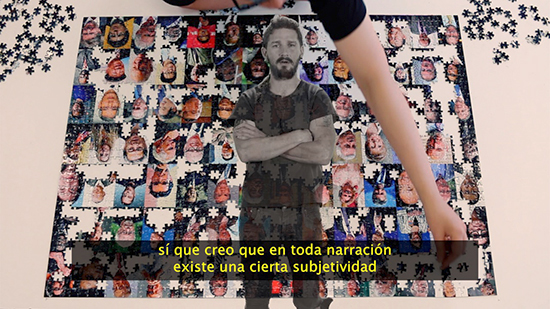 sí que creo que en toda narración
existe una cierta subjetividad